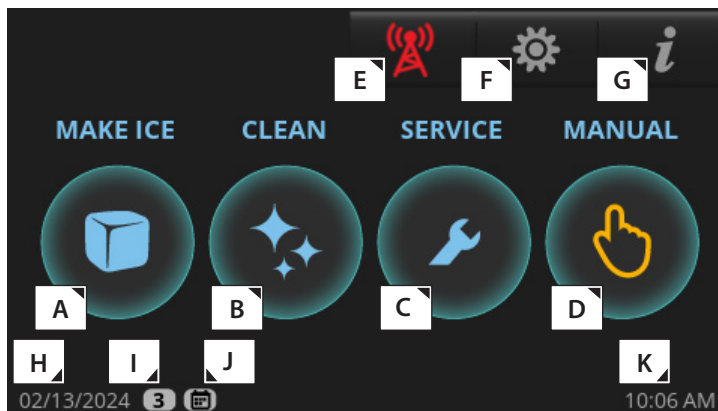 E F G
MAKE ICE CLEAN SERVICE MANUAL
A B C D
H I J K
02/13/2024 3 10:06 AM